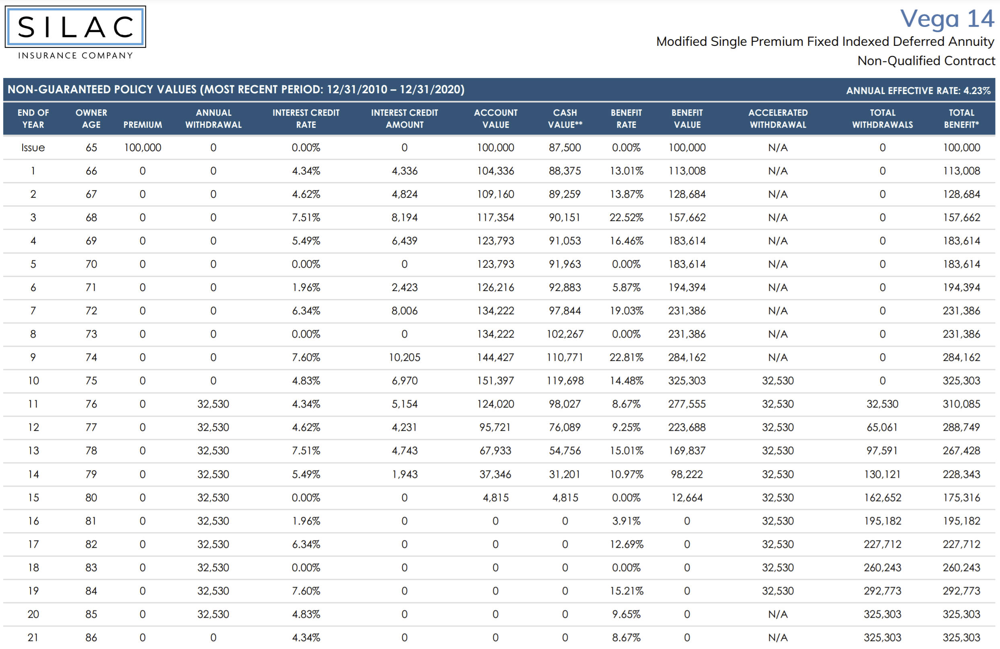 SILAC
INSURANCE COMPANY
Vega 14
Modified Single Premium Fixed Indexed Deferred Annuity
Non-Qualified Contract
NON-GUARANTEED POLICY VALUES (MOST RECENT PERIOD: 12/31/2010 – 12/31/2020) ANNUAL EFFECTIVE RATE: 4.23%
END OF OWNER ANNUAL INTEREST CREDIT INTEREST CREDIT ACCOUNT CASH BENEFIT BENEFIT ACCELERATED TOTAL TOTAL
YEAR AGE PREMIUM WITHDRAWAL RATE AMOUNT VALUE VALUE** RATE VALUE WITHDRAWAL WITHDRAWALS BENEFIT*
Issue 65 100,000 0 0.00% 0 100,000 87,500 0.00% 100,000 N/A 0 100,000
1 66 0 0 4.34% 4,336 104,336 88,375 13.01% 113,008 N/A 0 113,008
2 67 0 0 4.62% 4,824 109,160 89,259 13.87% 128,684 N/A 0 128,684
3 68 0 0 7.51% 8,194 117,354 90,151 22.52% 157,662 N/A 0 157,662
4 69 0 0 5.49% 6,439 123,793 91,053 16.46% 183,614 N/A 0 183,614
5 70 0 0 0.00% 0 123,793 91,963 0.00% 183,614 N/A 0 183,614
6 71 0 0 1.96% 2,423 126,216 92,883 5.87% 194,394 N/A 0 194,394
7 72 0 0 6.34% 8,006 134,222 97,844 19.03% 231,386 N/A 0 231,386
8 73 0 0 0.00% 0 134,222 102,267 0.00% 231,386 N/A 0 231,386
9 74 0 0 7.60% 10,205 144,427 110,771 22.81% 284,162 N/A 0 284,162
10 75 0 0 4.83% 6,970 151,397 119,698 14.48% 325,303 32,530 0 325,303
11 76 0 32,530 4.34% 5,154 124,020 98,027 8.67% 277,555 32,530 32,530 310,085
12 77 0 32,530 4.62% 4,231 95,721 76,089 9.25% 223,688 32,530 65,061 288,749
13 78 0 32,530 7.51% 4,743 67,933 54,756 15.01% 169,837 32,530 97,591 267,428
14 79 0 32,530 5.49% 1,943 37,346 31,201 10.97% 98,222 32,530 130,121 228,343
15 80 0 32,530 0.00% 0 4,815 4,815 0.00% 12,664 32,530 162,652 175,316
16 81 0 32,530 1.96% 0 0 0 3.91% 0 32,530 195,182 195,182
17 82 0 32,530 6.34% 0 0 0 12.69% 0 32,530 227,712 227,712
18 83 0 32,530 0.00% 0 0 0 0.00% 0 32,530 260,243 260,243
19 84 0 32,530 7.60% 0 0 0 15.21% 0 32,530 292,773 292,773
20 85 0 32,530 4.83% 0 0 0 9.65% 0 N/A 325,303 325,303
21 86 0 0 4.34% 0 0 0 8.67% 0 N/A 325,303 325,303